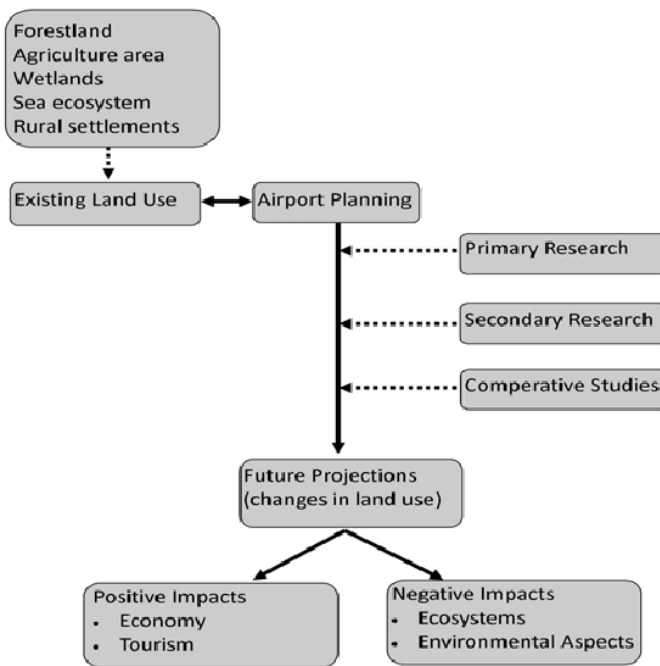 Forestland
Agriculture area
Wetlands
Sea ecosystem
Rural settlements
Existing Land Use
Airport Planning
Primary Research
Secondary Research
Comperative Studies
Future Projections
(changes in land use)
Positive Impacts
• Economy
• Tourism
Negative Impacts
• Ecosystems
• Environmental Aspects